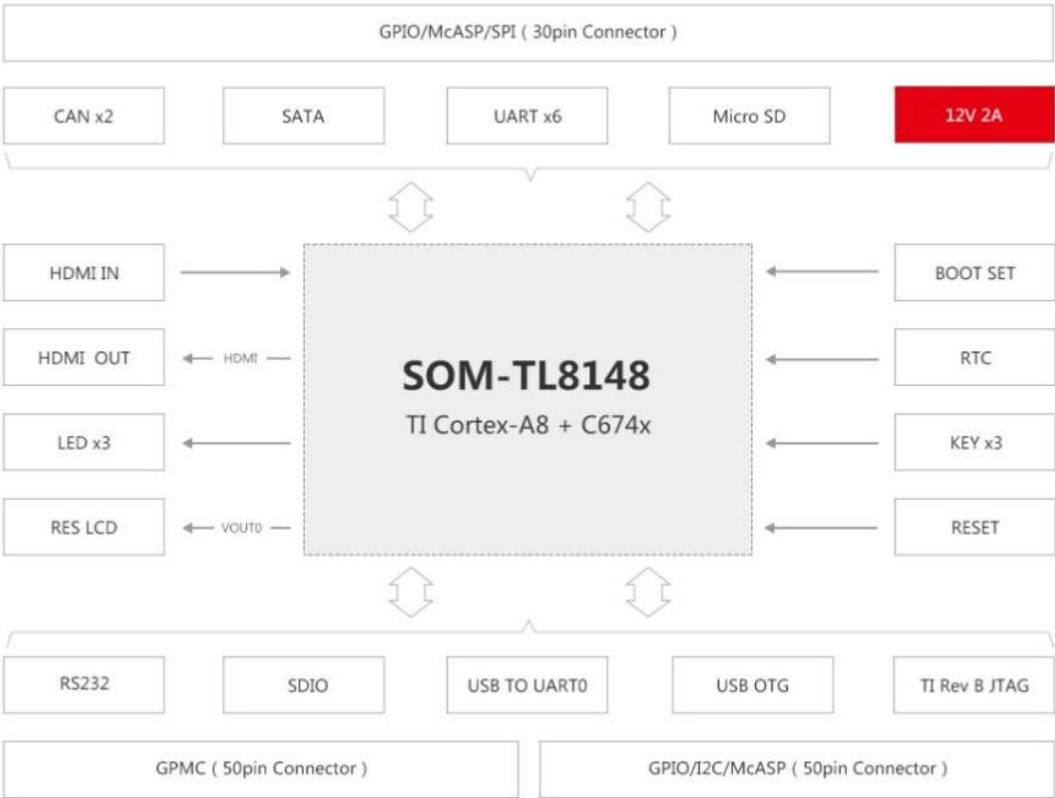 GPIO/McASP/SPI ( 30pin Connector )
CAN x2
SATA
UART x6
Micro SD
12V 2A
HDMI IN
BOOT SET
HDMI OUT
HDMI
RTC
SOM-TL8148
TI Cortex-A8 + C674x
LED x3
KEY x3
RES LCD
VOUT0
RESET
RS232
SDIO
USB TO UART0
USB OTG
TI Rev B JTAG
GPMC ( 50pin Connector )
GPIO/I2C/McASP ( 50pin Connector )